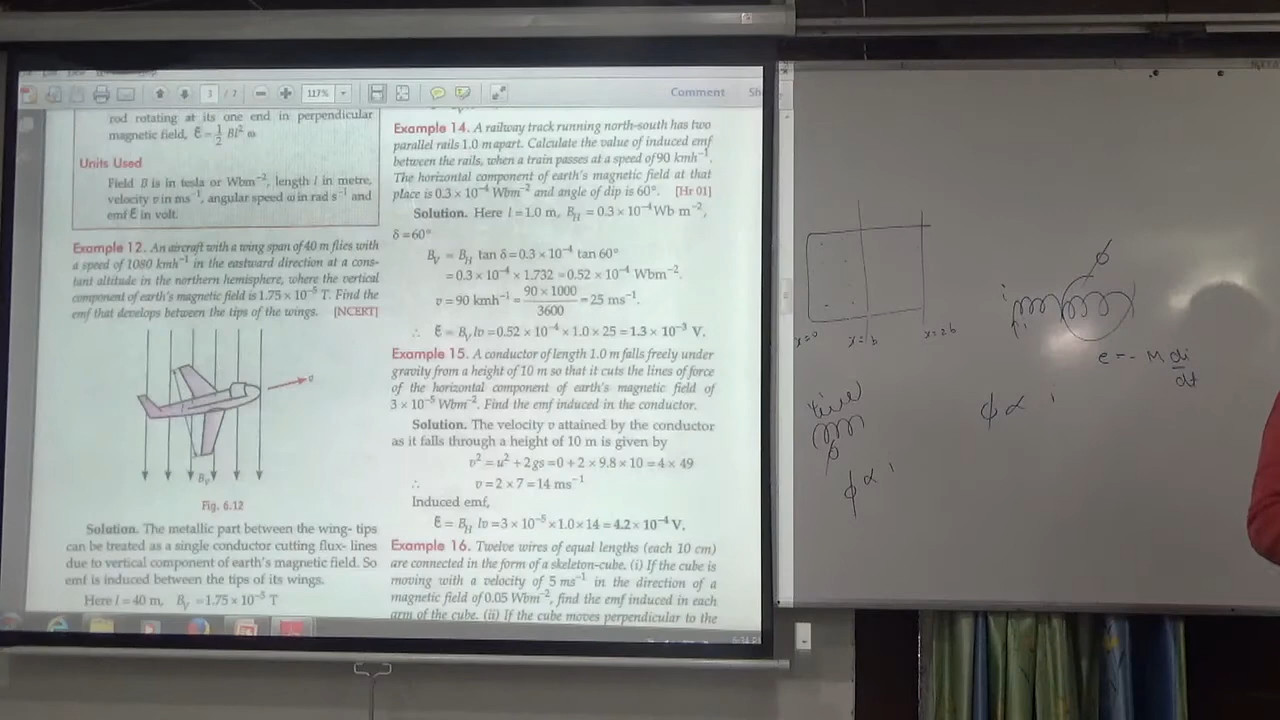 3 / 7
117%
Comment
rod rotating at its one end in perpendicular
magnetic field, ℰ = 1/2 Bl² ω
Units Used
Field B is in tesla or Wbm⁻², length l in metre,
velocity v in ms⁻¹, angular speed ω in rad s⁻¹ and
emf ℰ in volt.
Example 12. An aircraft with a wing span of 40 m flies with
a speed of 1080 kmh⁻¹ in the eastward direction at a cons-
tant altitude in the northern hemisphere, where the vertical
component of earth's magnetic field is 1.75 × 10⁻⁵ T. Find the
emf that develops between the tips of the wings. [NCERT]
v
B_V
Fig. 6.12
Solution. The metallic part between the wing- tips
can be treated as a single conductor cutting flux- lines
due to vertical component of earth's magnetic field. So
emf is induced between the tips of its wings.
Here l = 40 m, B_V = 1.75 × 10⁻⁵ T
Example 14. A railway track running north-south has two
parallel rails 1.0 m apart. Calculate the value of induced emf
between the rails, when a train passes at a speed of 90 kmh⁻¹.
The horizontal component of earth's magnetic field at that
place is 0.3 × 10⁻⁴ Wbm⁻² and angle of dip is 60°. [Hr 01]
Solution. Here l = 1.0 m, B_H = 0.3 × 10⁻⁴ Wb m⁻²,
δ = 60°
B_V = B_H tan δ = 0.3 × 10⁻⁴ tan 60°
= 0.3 × 10⁻⁴ × 1.732 = 0.52 × 10⁻⁴ Wbm⁻².
v = 90 kmh⁻¹ = 90 × 1000 / 3600 = 25 ms⁻¹.
∴ ℰ = B_V lv = 0.52 × 10⁻⁴ × 1.0 × 25 = 1.3 × 10⁻³ V.
Example 15. A conductor of length 1.0 m falls freely under
gravity from a height of 10 m so that it cuts the lines of force
of the horizontal component of earth's magnetic field of
3 × 10⁻⁵ Wbm⁻². Find the emf induced in the conductor.
Solution. The velocity v attained by the conductor
as it falls through a height of 10 m is given by
v² = u² + 2gs = 0 + 2 × 9.8 × 10 = 4 × 49
∴ v = 2 × 7 = 14 ms⁻¹
Induced emf,
ℰ = B_H lv = 3 × 10⁻⁵ × 1.0 × 14 = 4.2 × 10⁻⁴ V.
Example 16. Twelve wires of equal lengths (each 10 cm)
are connected in the form of a skeleton-cube. (i) If the cube is
moving with a velocity of 5 ms⁻¹ in the direction of a
magnetic field of 0.05 Wbm⁻², find the emf induced in each
arm of the cube. (ii) If the cube moves perpendicular to the
x=0
x=b
x=2b
ϕ
i
e = - M di/dt
ϕ ∝ i
ϕ
ϕ ∝ i